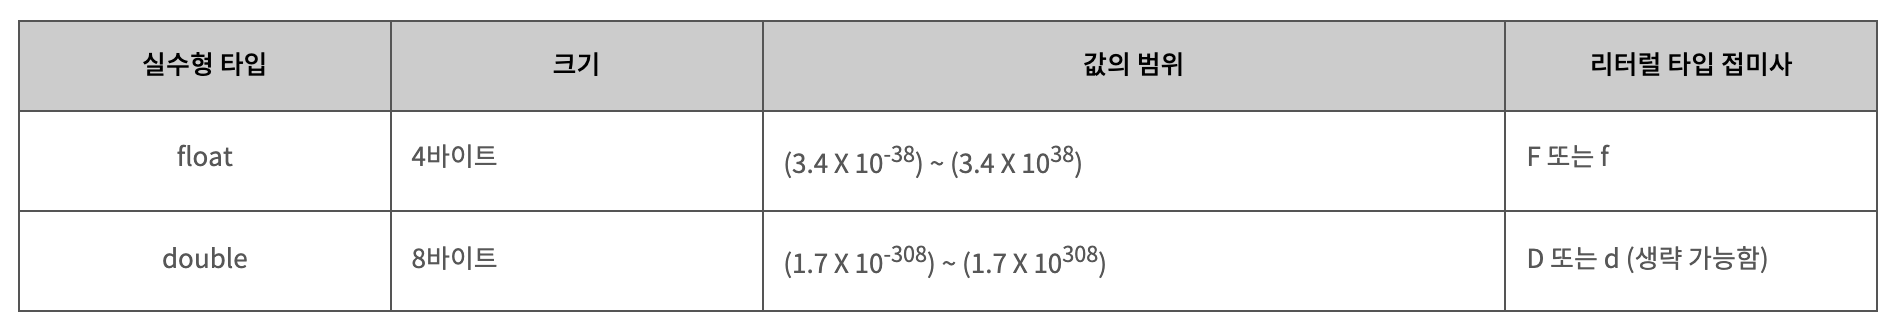 실수형 타입 크기 값의 범위 리터럴 타입 접미사
float 4바이트 (3.4 X 10^-38) ~ (3.4 X 10^38) F 또는 f
double 8바이트 (1.7 X 10^-308) ~ (1.7 X 10^308) D 또는 d (생략 가능함)